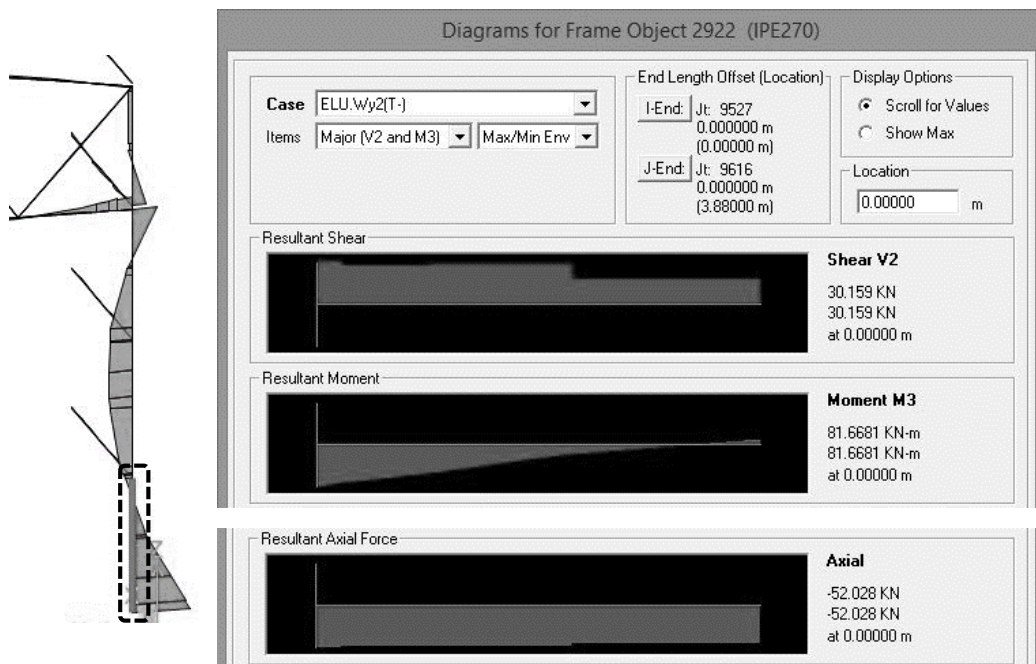 Diagrams for Frame Object 2922 (IPE270)
Case ELU.Wy2(T-)
Items Major (V2 and M3) Max/Min Env
End Length Offset (Location)
I-End: Jt: 9527
0.000000 m
(0.00000 m)
J-End: Jt: 9616
0.000000 m
(3.88000 m)
Display Options
Scroll for Values
Show Max
Location
0.00000 m
Resultant Shear
Shear V2
30.159 KN
30.159 KN
at 0.00000 m
Resultant Moment
Moment M3
81.6681 KN-m
81.6681 KN-m
at 0.00000 m
Resultant Axial Force
Axial
-52.028 KN
-52.028 KN
at 0.00000 m